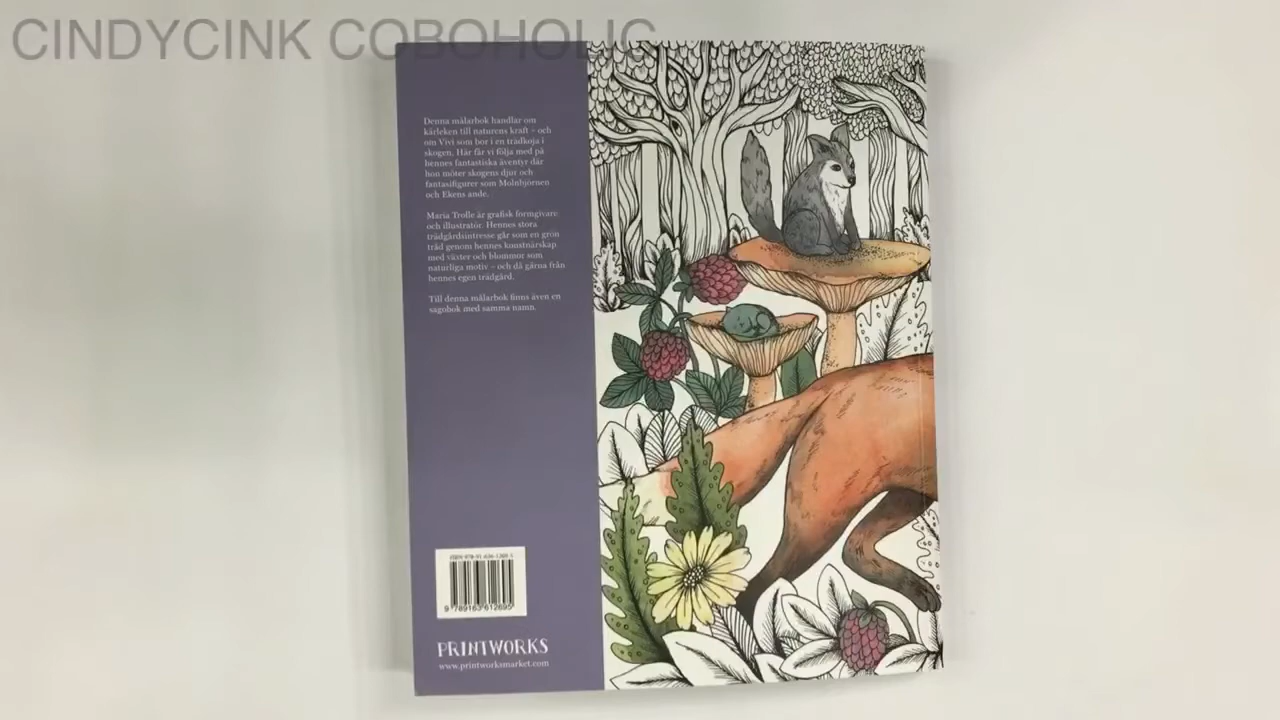 CINDYCINK COBOHOLIC
Denna målarbok handlar om
kärleken till naturens kraft – och
om Vivi som bor i en trädkoja i
skogen. Här får vi följa med på
hennes fantastiska äventyr där
hon möter skogens djur och
fantasifigurer som Molnbjörnen
och Ekens ande.
Maria Trolle är grafisk formgivare
och illustratör. Hennes stora
trädgårdsintresse går som en grön
tråd genom hennes konstnärskap
med växter och blommor som
naturliga motiv – och då gärna från
hennes egen trädgård.
Till denna målarbok finns även en
sagobok med samma namn.
9 789163 612695
PRINTWORKS
www.printworksmarket.com